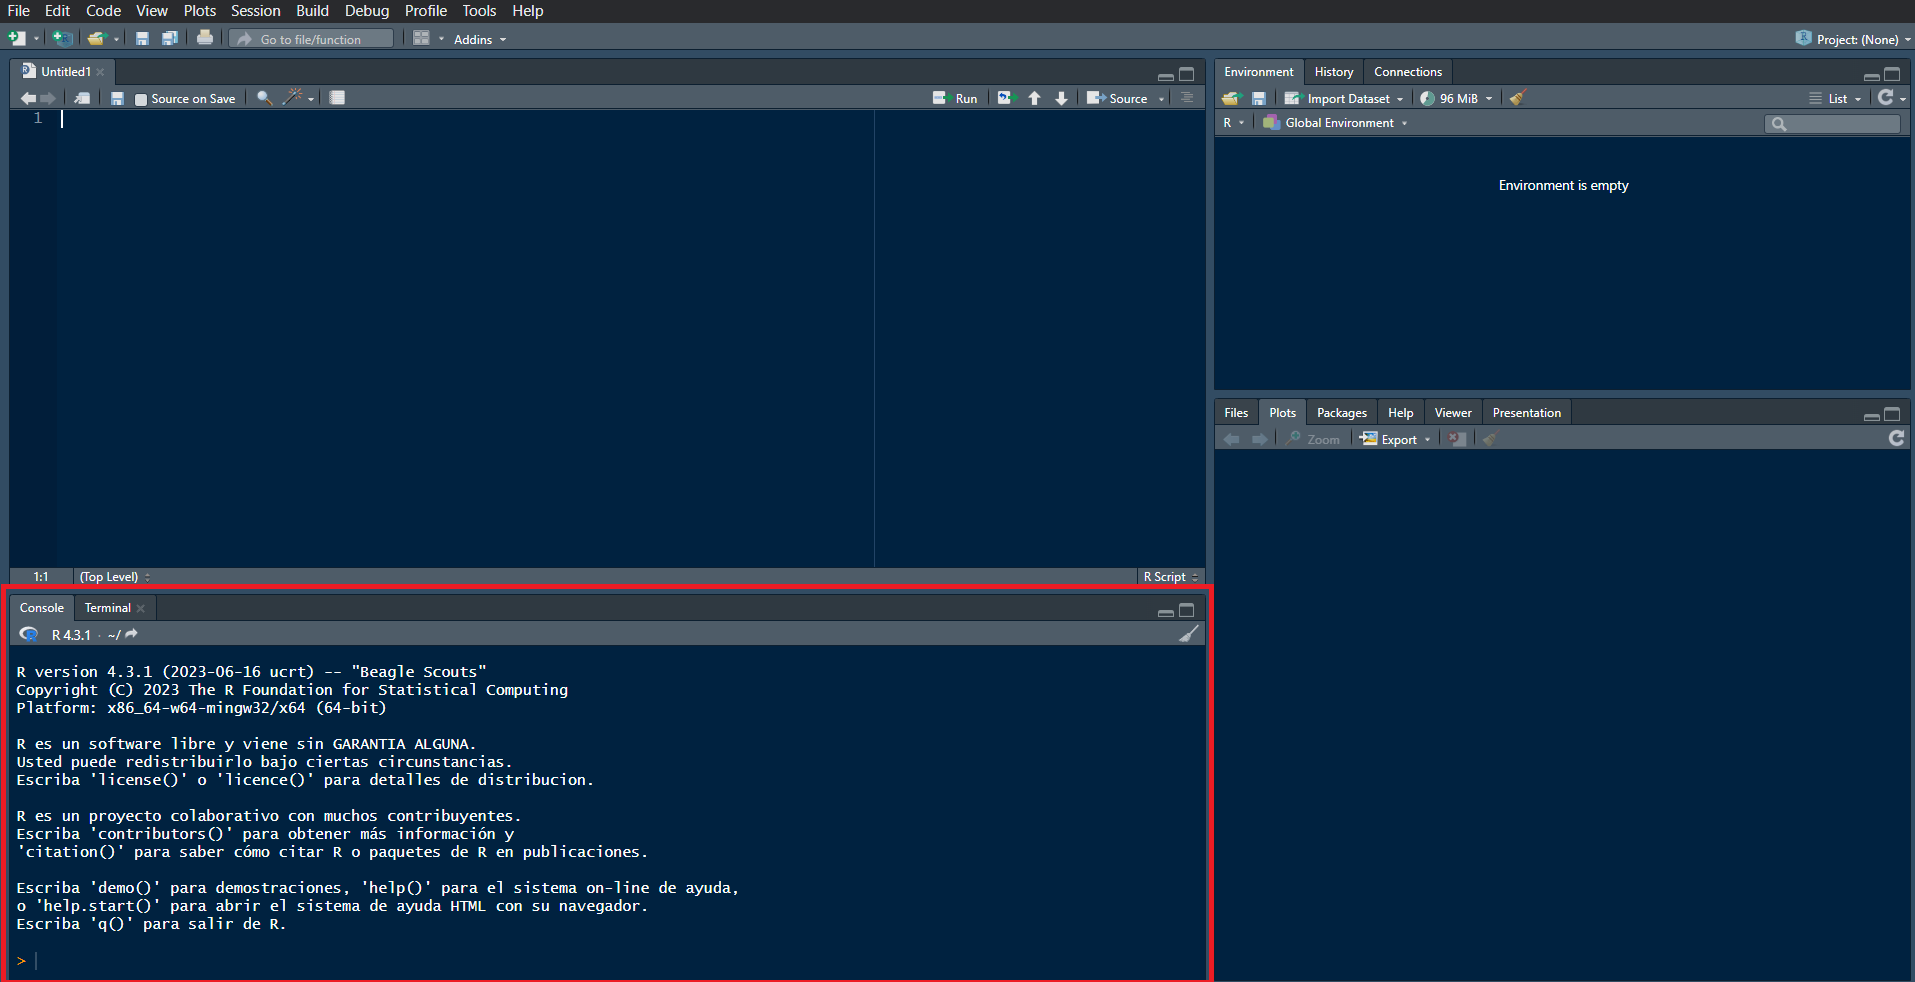 File Edit Code View Plots Session Build Debug Profile Tools Help
Go to file/function Addins Project: (None)
Untitled1
Source on Save Run Source
1
1:1 (Top Level) R Script
Console Terminal
R 4.3.1 · ~/
R version 4.3.1 (2023-06-16 ucrt) -- "Beagle Scouts"
Copyright (C) 2023 The R Foundation for Statistical Computing
Platform: x86_64-w64-mingw32/x64 (64-bit)
R es un software libre y viene sin GARANTIA ALGUNA.
Usted puede redistribuirlo bajo ciertas circunstancias.
Escriba 'license()' o 'licence()' para detalles de distribucion.
R es un proyecto colaborativo con muchos contribuyentes.
Escriba 'contributors()' para obtener más información y
'citation()' para saber cómo citar R o paquetes de R en publicaciones.
Escriba 'demo()' para demostraciones, 'help()' para el sistema on-line de ayuda,
o 'help.start()' para abrir el sistema de ayuda HTML con su navegador.
Escriba 'q()' para salir de R.
>
Environment History Connections
Import Dataset 96 MiB List
R Global Environment
Environment is empty
Files Plots Packages Help Viewer Presentation
Zoom Export